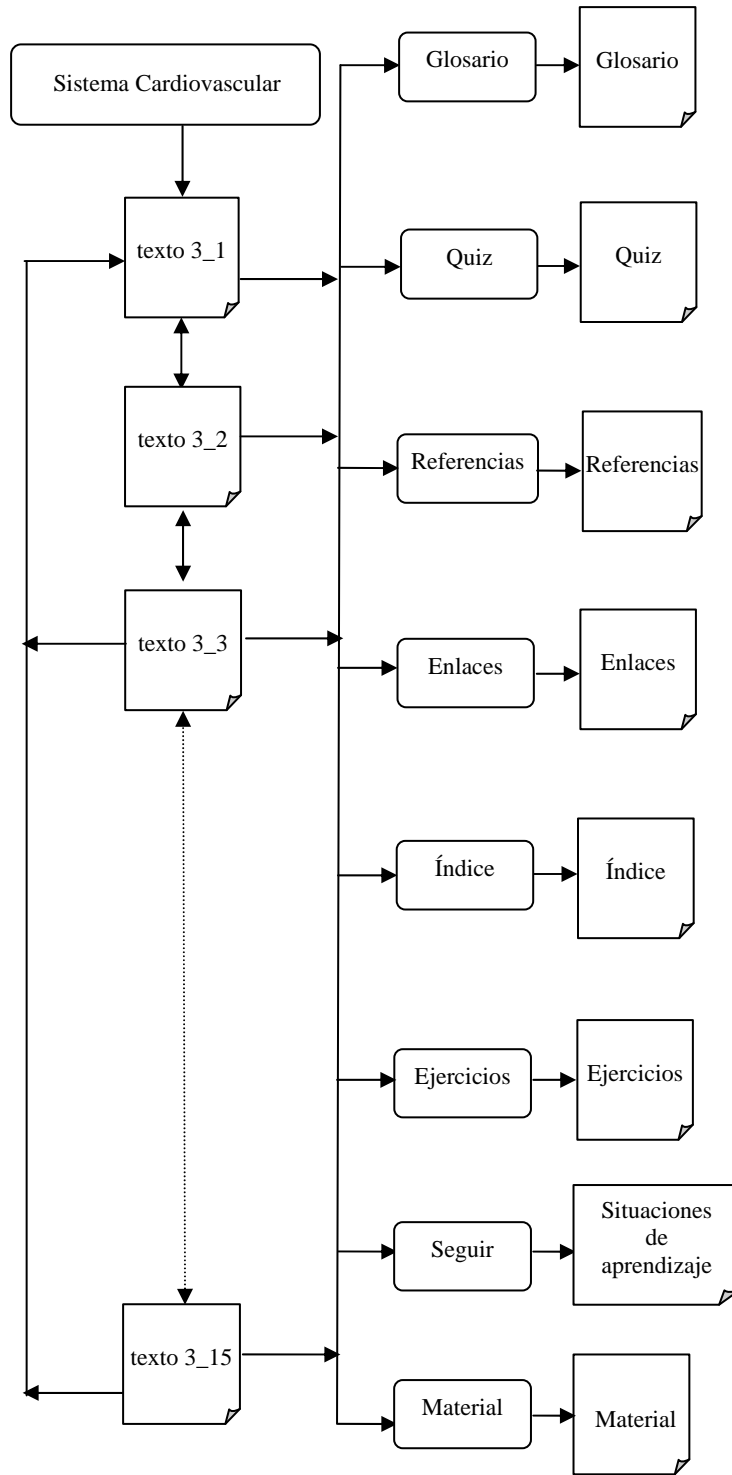 Sistema Cardiovascular
Glosario
Glosario
texto 3_1
Quiz
Quiz
texto 3_2
Referencias
Referencias
texto 3_3
Enlaces
Enlaces
Índice
Índice
Ejercicios
Ejercicios
Seguir
Situaciones
de
aprendizaje
texto 3_15
Material
Material